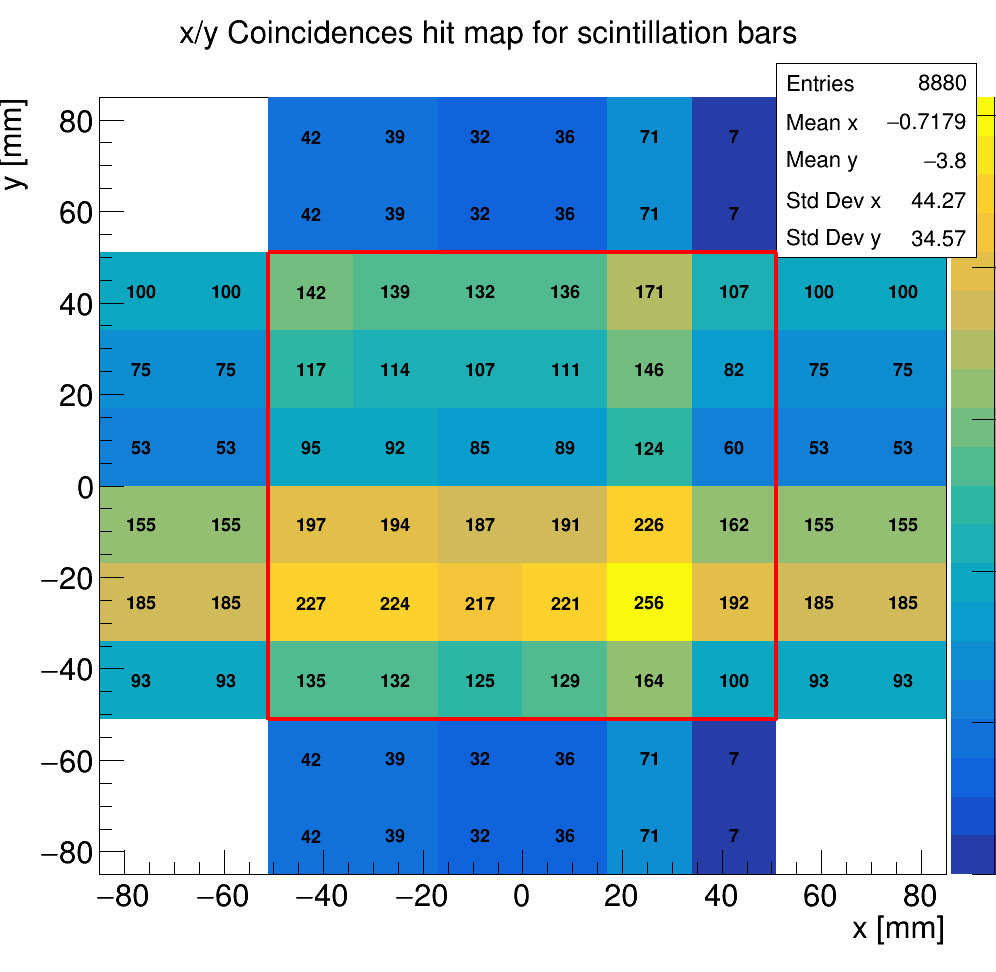 x/y Coincidences hit map for scintillation bars
Entries 8880
Mean x −0.7179
Mean y −3.8
Std Dev x 44.27
Std Dev y 34.57
y [mm]
80
60
40
20
0
−20
−40
−60
−80
42 39 32 36 71 7
42 39 32 36 71 7
100 100 142 139 132 136 171 107 100 100
75 75 117 114 107 111 146 82 75 75
53 53 95 92 85 89 124 60 53 53
155 155 197 194 187 191 226 162 155 155
185 185 227 224 217 221 256 192 185 185
93 93 135 132 125 129 164 100 93 93
42 39 32 36 71 7
42 39 32 36 71 7
−80 −60 −40 −20 0 20 40 60 80
x [mm]